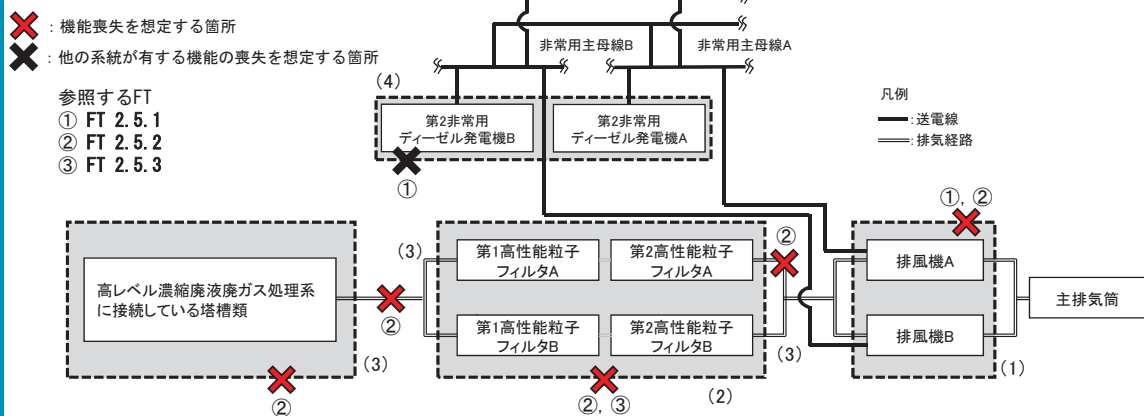 ：機能喪失を想定する箇所
：他の系統が有する機能の喪失を想定する箇所
参照するFT
① FT 2.5.1
② FT 2.5.2
③ FT 2.5.3
非常用主母線B
非常用主母線A
(4)
第2非常用
ディーゼル発電機B
第2非常用
ディーゼル発電機A
①
凡例
：送電線
：排気経路
①, ②
高レベル濃縮廃液廃ガス処理系
に接続している塔槽類
(3)
②
②
(3)
第1高性能粒子
フィルタA
第2高性能粒子
フィルタA
第1高性能粒子
フィルタB
第2高性能粒子
フィルタB
②
(3)
②, ③
(2)
排風機A
排風機B
(1)
主排気筒